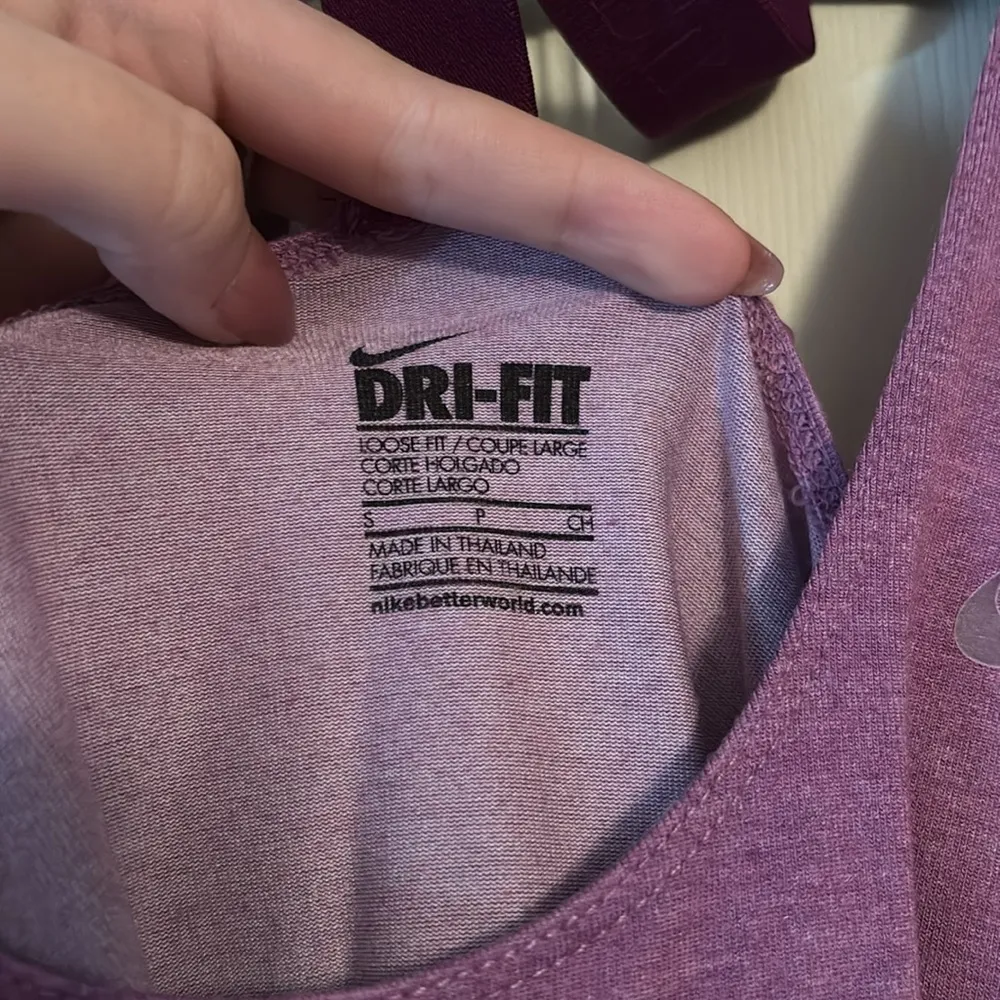 DRI-FIT
LOOSE FIT / COUPE LARGE
CORTE HOLGADO
CORTE LARGO
S P CH
MADE IN THAILAND
FABRIQUE EN THAILANDE
nikebetterworld.com